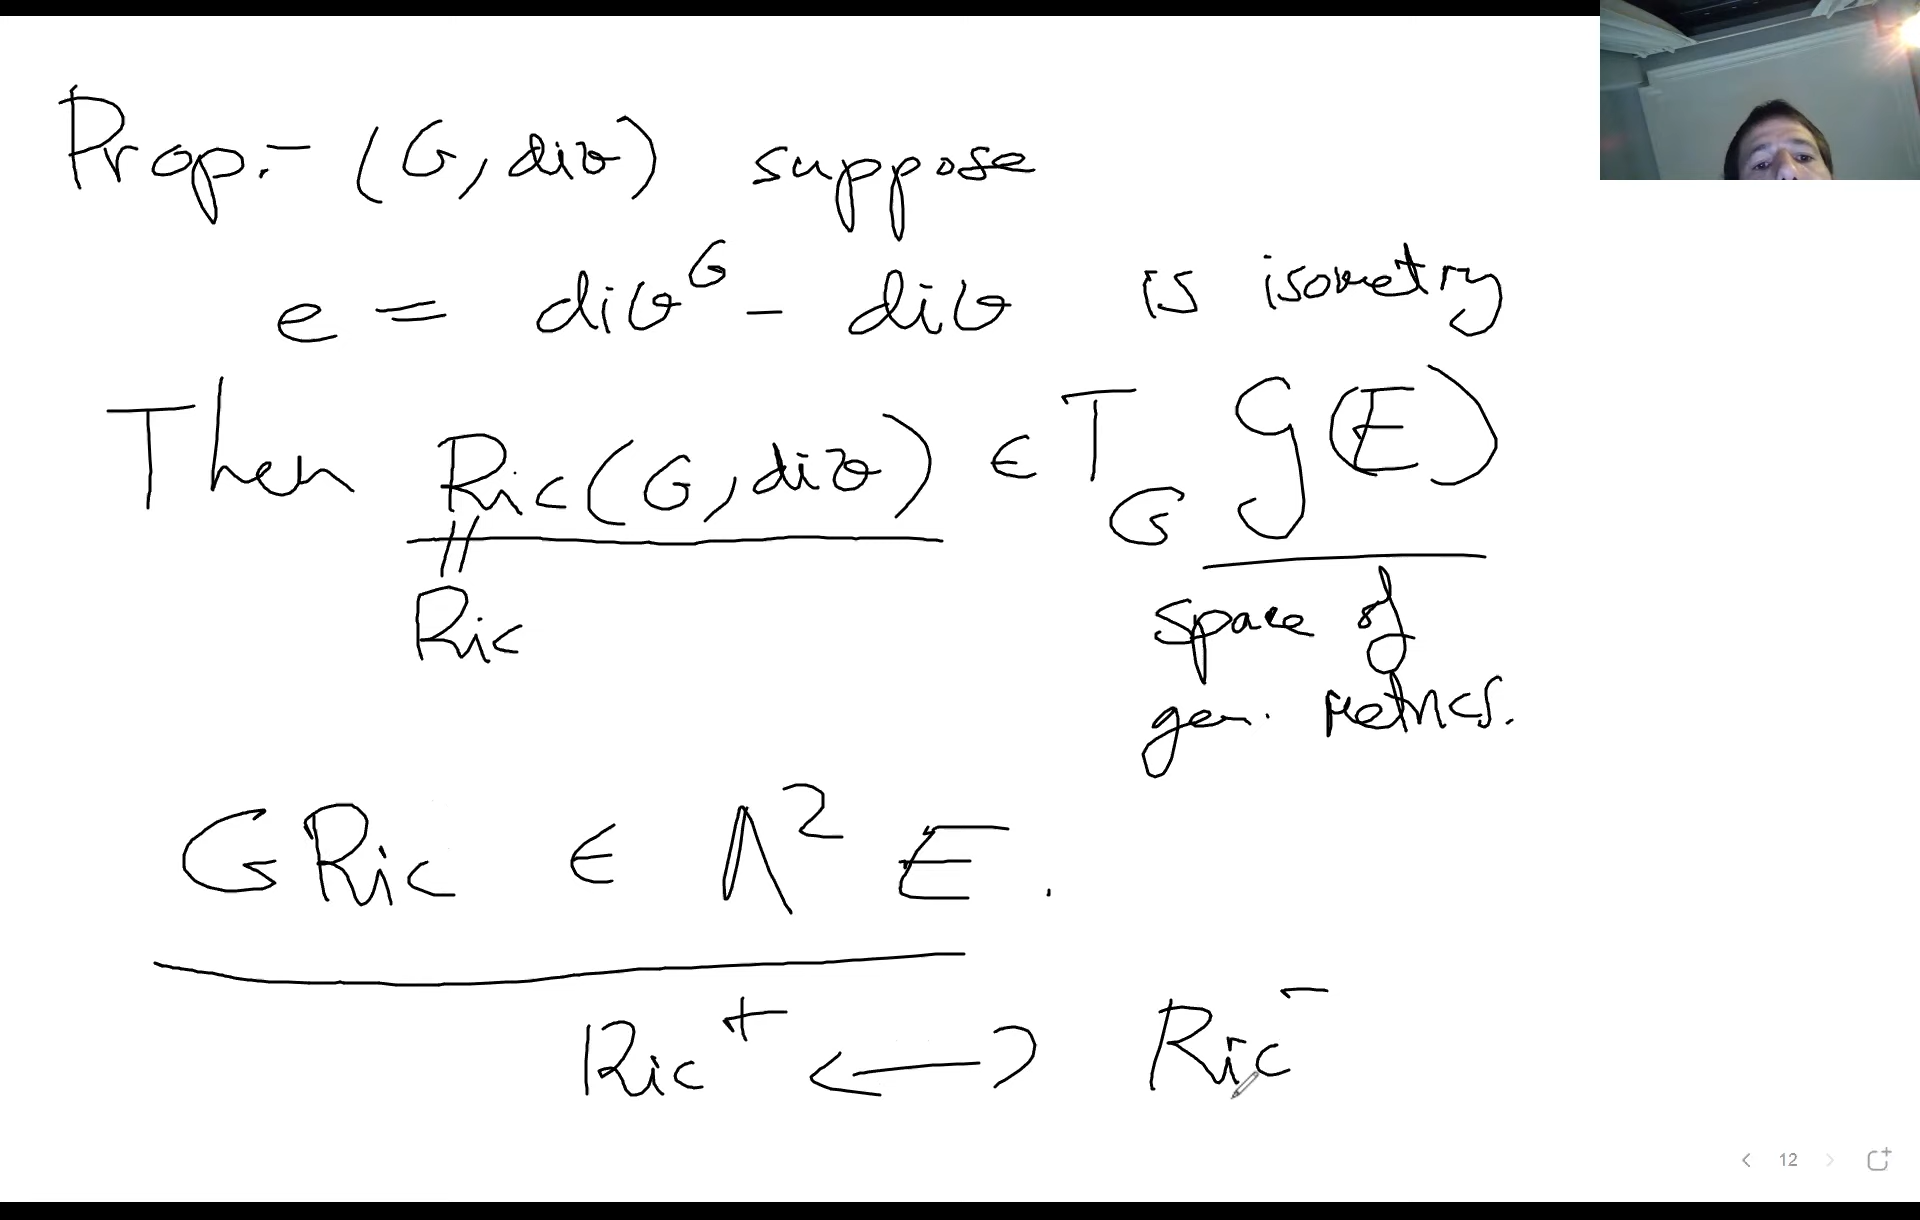 Prop:- (G, div) suppose
e = div^G - div is isometry
Then Ric(G, div) ∈ T_G G(E)
||
Ric
space of
gen. metrics.
GRic ∈ Λ² E.
Ric⁺ ⟷ Ric⁻
12